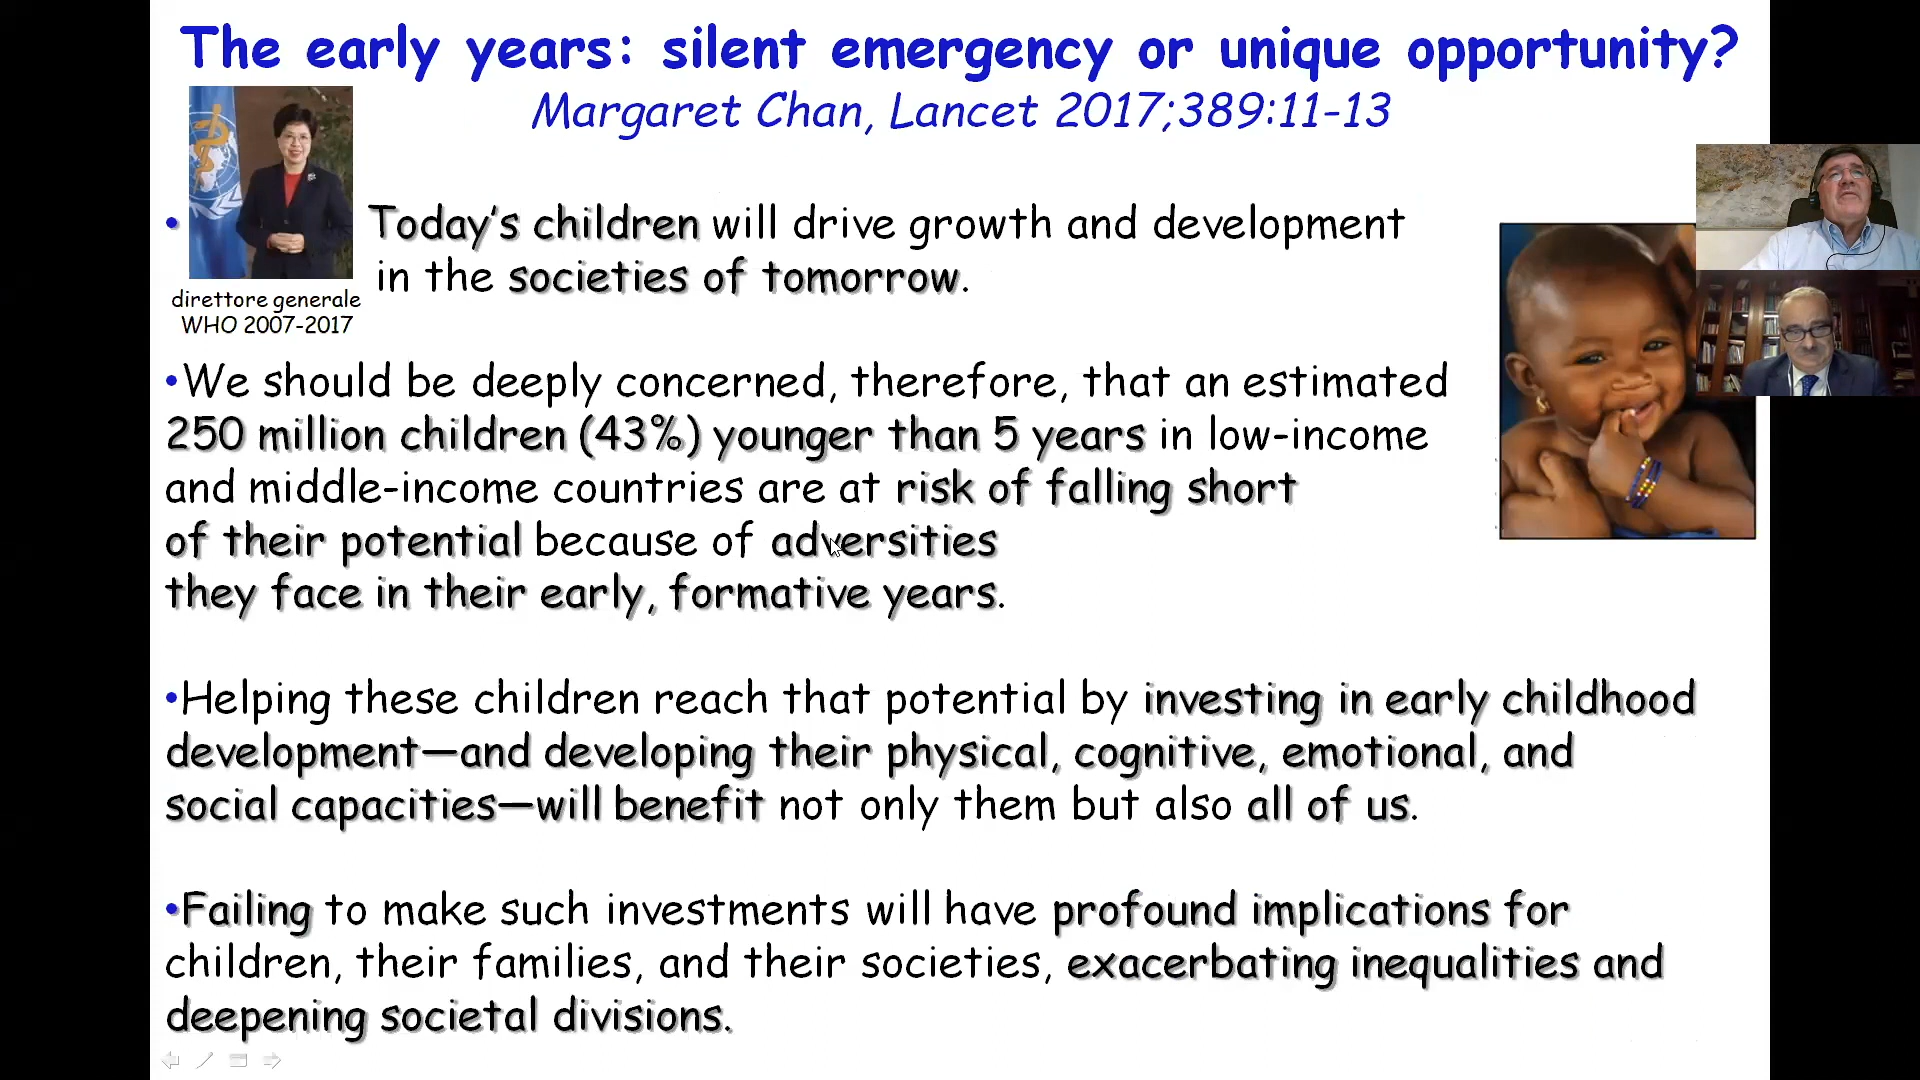 The early years: silent emergency or unique opportunity?
Margaret Chan, Lancet 2017;389:11-13
• Today’s children will drive growth and development
in the societies of tomorrow.
direttore generale
WHO 2007-2017
•We should be deeply concerned, therefore, that an estimated
250 million children (43%) younger than 5 years in low-income
and middle-income countries are at risk of falling short
of their potential because of adversities
they face in their early, formative years.
•Helping these children reach that potential by investing in early childhood
development—and developing their physical, cognitive, emotional, and
social capacities—will benefit not only them but also all of us.
•Failing to make such investments will have profound implications for
children, their families, and their societies, exacerbating inequalities and
deepening societal divisions.